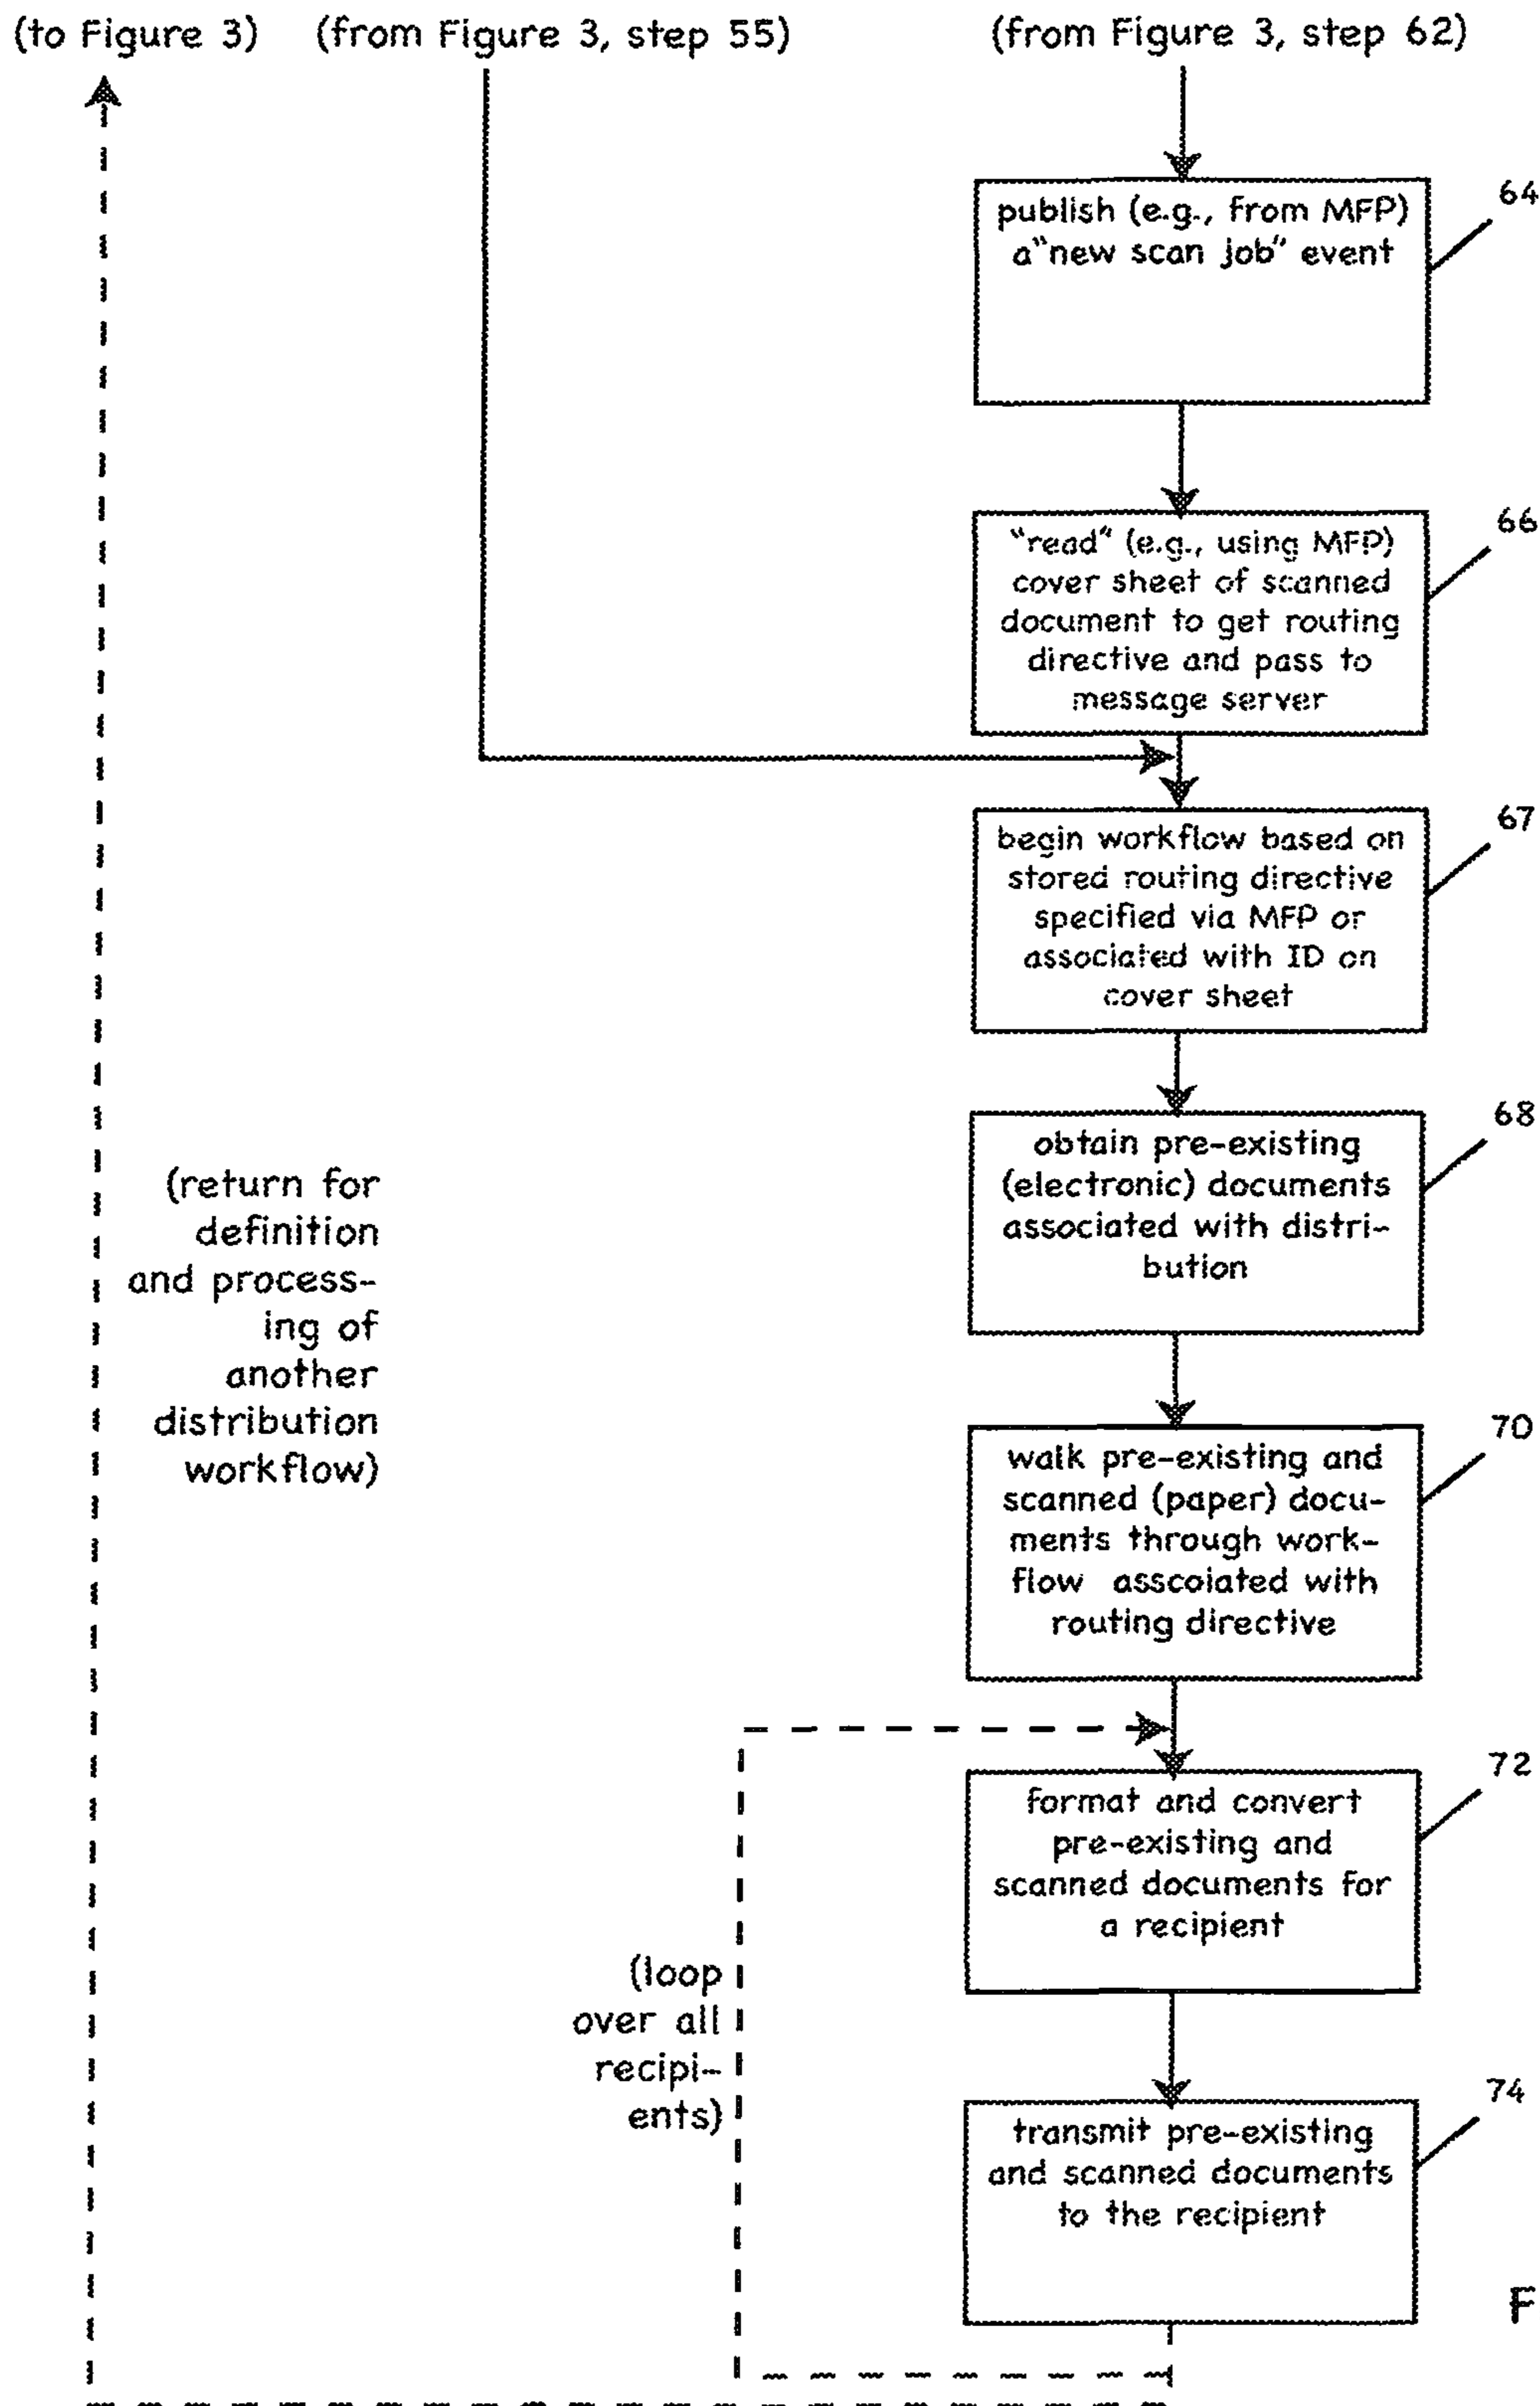 (to Figure 3) (from Figure 3, step 55) (from Figure 3, step 62)
64
publish (e.g., from MFP)
a"new scan job" event
66
"read" (e.g., using MFP)
cover sheet of scanned
document to get routing
directive and pass to
message server
67
begin workflow based on
stored routing directive
specified via MFP or
associated with ID on
cover sheet
68
obtain pre-existing
(electronic) documents
associated with distri-
bution
(return for
definition
and process-
ing of
another
distribution
workflow)
70
walk pre-existing and
scanned (paper) docu-
ments through work-
flow asscoiated with
routing directive
72
format and convert
pre-existing and
scanned documents for
a recipient
(loop
over all
recipi-
ents)
74
transmit pre-existing
and scanned documents
to the recipient
F